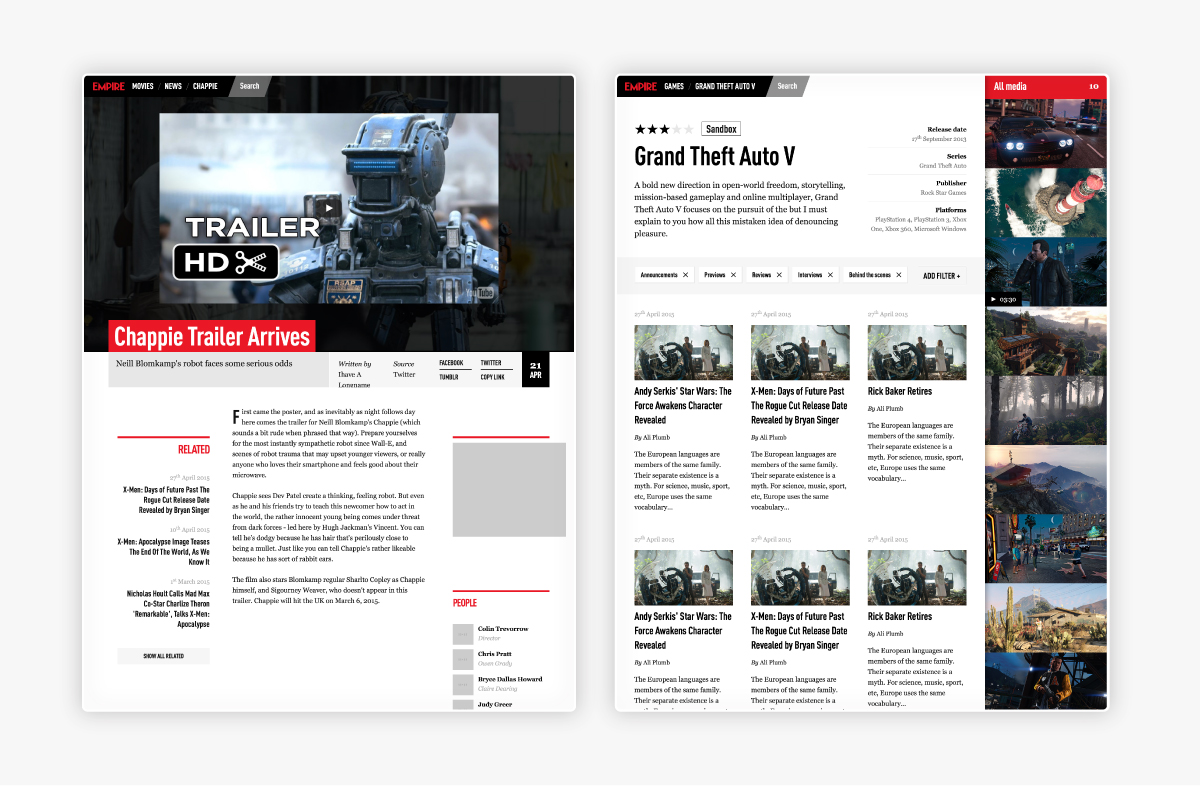 EMPIRE MOVIES / NEWS / CHAPPIE Search
TRAILER
HD
RSAP
YouTube
Chappie Trailer Arrives
Neill Blomkamp's robot faces some serious odds
Written by
Ihave A
Longname
Source
Twitter
FACEBOOK
TWITTER
TUMBLR
COPY LINK
21
APR
RELATED
27th April 2015
X-Men: Days of Future Past The
Rogue Cut Release Date
Revealed by Bryan Singer
10th April 2015
X-Men: Apocalypse Image Teases
The End Of The World, As We
Know It
1st March 2015
Nicholas Hoult Calls Mad Max
Co-Star Charlize Theron
'Remarkable', Talks X-Men:
Apocalypse
SHOW ALL RELATED
First came the poster, and as inevitably as night follows day
here comes the trailer for Neill Blomkamp's Chappie (which
sounds a bit rude when phrased that way). Prepare yourselves
for the most instantly sympathetic robot since Wall-E, and
scenes of robot trauma that may upset younger viewers, or really
anyone who loves their smartphone and feels good about their
microwave.
Chappie sees Dev Patel create a thinking, feeling robot. But even
as he and his friends try to teach this newcomer how to act in
the world, the rather innocent young being comes under threat
from dark forces - led here by Hugh Jackman's Vincent. You can
tell he's dodgy because he has hair that's perilously close to
being a mullet. Just like you can tell Chappie's rather likeable
because he has sort of rabbit ears.
The film also stars Blomkamp regular Sharlto Copley as Chappie
himself, and Sigourney Weaver, who doesn't appear in this
trailer. Chappie will hit the UK on March 6, 2015.
PEOPLE
Colin Trevorrow
Director
Chris Pratt
Owen Grady
Bryce Dallas Howard
Claire Dearing
Judy Greer
EMPIRE GAMES / GRAND THEFT AUTO V Search
Sandbox
Grand Theft Auto V
A bold new direction in open-world freedom, storytelling,
mission-based gameplay and online multiplayer, Grand
Theft Auto V focuses on the pursuit of the but I must
explain to you how all this mistaken idea of denouncing
pleasure.
Release date
17th September 2013
Series
Grand Theft Auto
Publisher
Rock Star Games
Platforms
PlayStation 4, PlayStation 3, Xbox
One, Xbox 360, Microsoft Windows
Announcements ✕ Previews ✕ Reviews ✕ Interviews ✕ Behind the scenes ✕ ADD FILTER +
27th April 2015
Andy Serkis' Star Wars: The
Force Awakens Character
Revealed
By Ali Plumb
The European languages are
members of the same family.
Their separate existence is a
myth. For science, music, sport,
etc, Europe uses the same
vocabulary...
27th April 2015
X-Men: Days of Future Past
The Rogue Cut Release Date
Revealed by Bryan Singer
By Ali Plumb
The European languages are
members of the same family.
Their separate existence is a
myth. For science, music, sport,
etc, Europe uses the same
vocabulary...
27th April 2015
Rick Baker Retires
By Ali Plumb
The European languages are
members of the same family.
Their separate existence is a
myth. For science, music, sport,
etc, Europe uses the same
vocabulary...
27th April 2015
Andy Serkis' Star Wars: The
Force Awakens Character
Revealed
By Ali Plumb
The European languages are
members of the same family.
Their separate existence is a
myth. For science, music, sport,
27th April 2015
X-Men: Days of Future Past
The Rogue Cut Release Date
Revealed by Bryan Singer
By Ali Plumb
The European languages are
members of the same family.
Their separate existence is a
myth. For science, music, sport,
27th April 2015
Rick Baker Retires
By Ali Plumb
The European languages are
members of the same family.
Their separate existence is a
myth. For science, music, sport,
etc, Europe uses the same
vocabulary...
All media 10
03:30